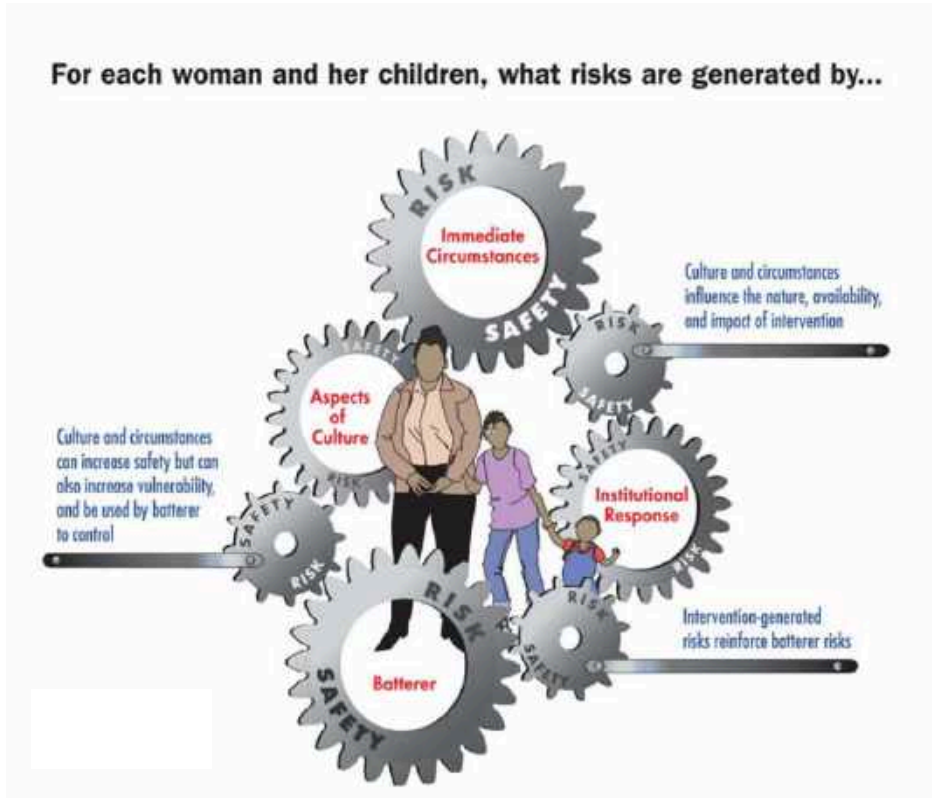 For each woman and her children, what risks are generated by...
RISK
Immediate
Circumstances
SAFETY
Culture and circumstances
influence the nature, availability,
and impact of intervention
RISK
SAFETY
SAFETY
Aspects
of
Culture
RISK
Culture and circumstances
can increase safety but can
also increase vulnerability,
and be used by batterer
to control
SAFETY
RISK
SAFETY
Institutional
Response
RISK
RISK
Batterer
SAFETY
RISK
SAFETY
Intervention-generated
risks reinforce batterer risks